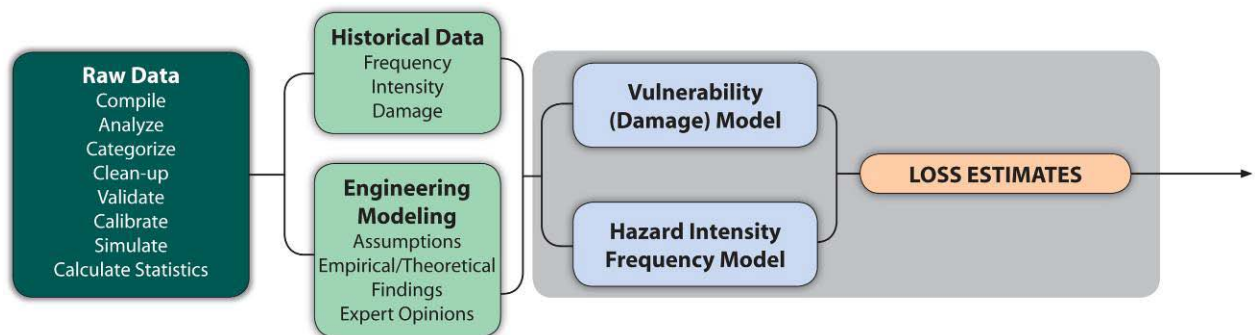 Raw Data
Compile
Analyze
Categorize
Clean-up
Validate
Calibrate
Simulate
Calculate Statistics
Historical Data
Frequency
Intensity
Damage
Engineering
Modeling
Assumptions
Empirical/Theoretical
Findings
Expert Opinions
Vulnerability
(Damage) Model
Hazard Intensity
Frequency Model
LOSS ESTIMATES